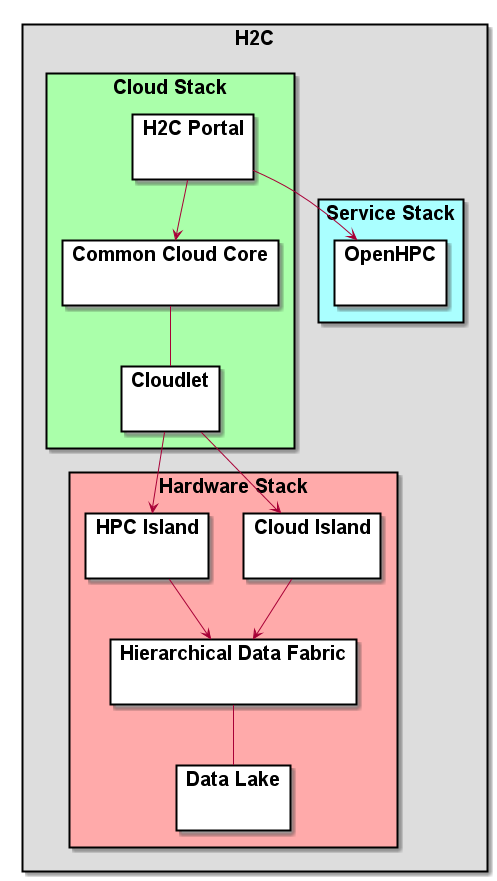 H2C
Cloud Stack
H2C Portal
Service Stack
Common Cloud Core
OpenHPC
Cloudlet
Hardware Stack
HPC Island
Cloud Island
Hierarchical Data Fabric
Data Lake